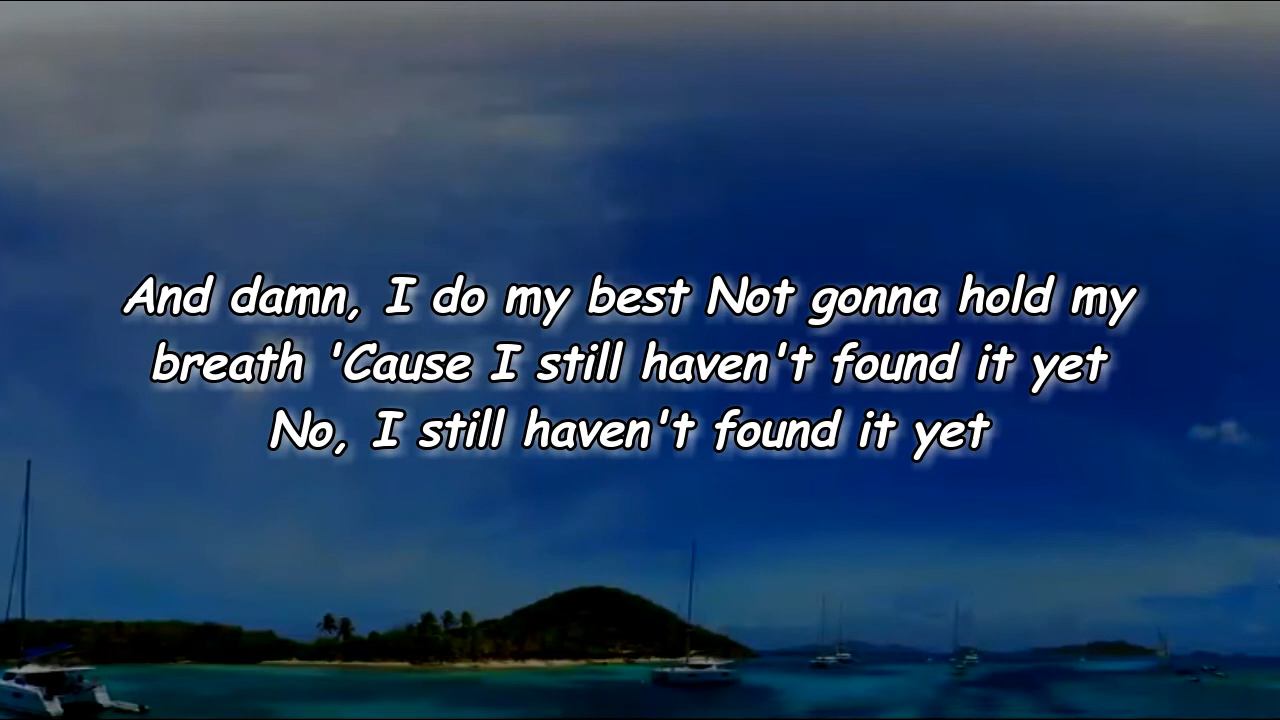 And damn, I do my best Not gonna hold my
breath 'Cause I still haven't found it yet
No, I still haven't found it yet